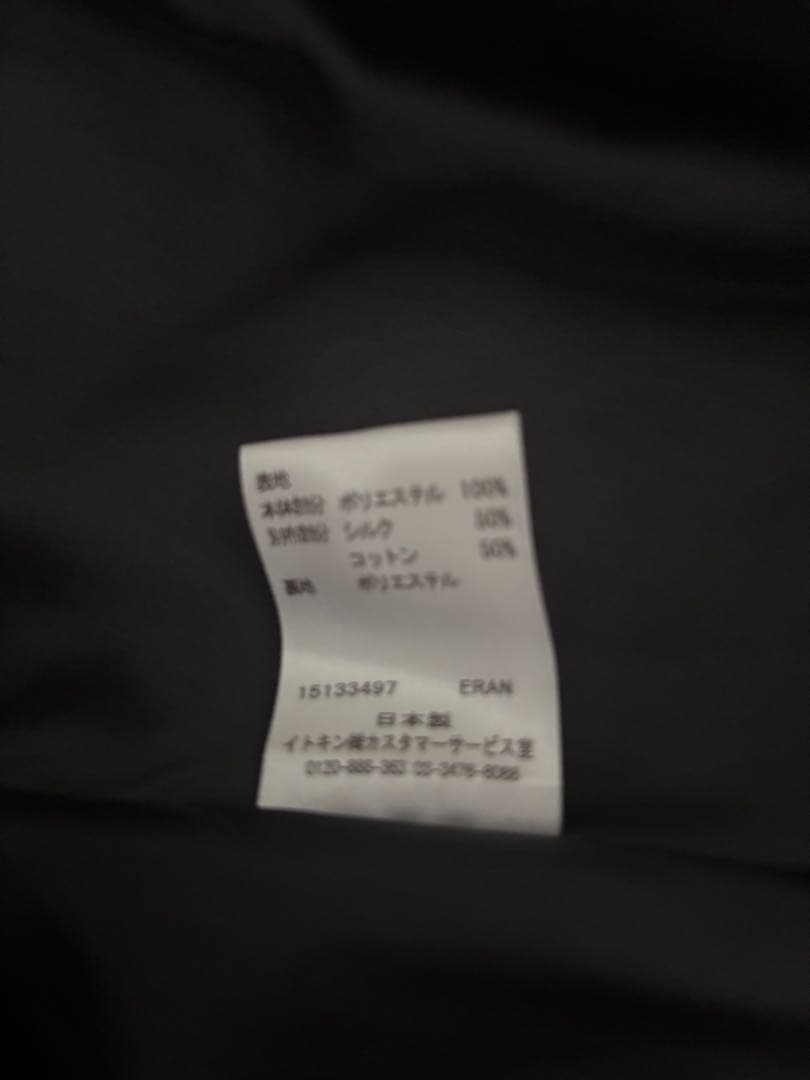 表地
本体部分 ポリエステル 100%
別布部分 シルク 50%
コットン 50%
裏地 ポリエステル
15133497 ERAN
日本製
イトキン㈱カスタマーサービス室